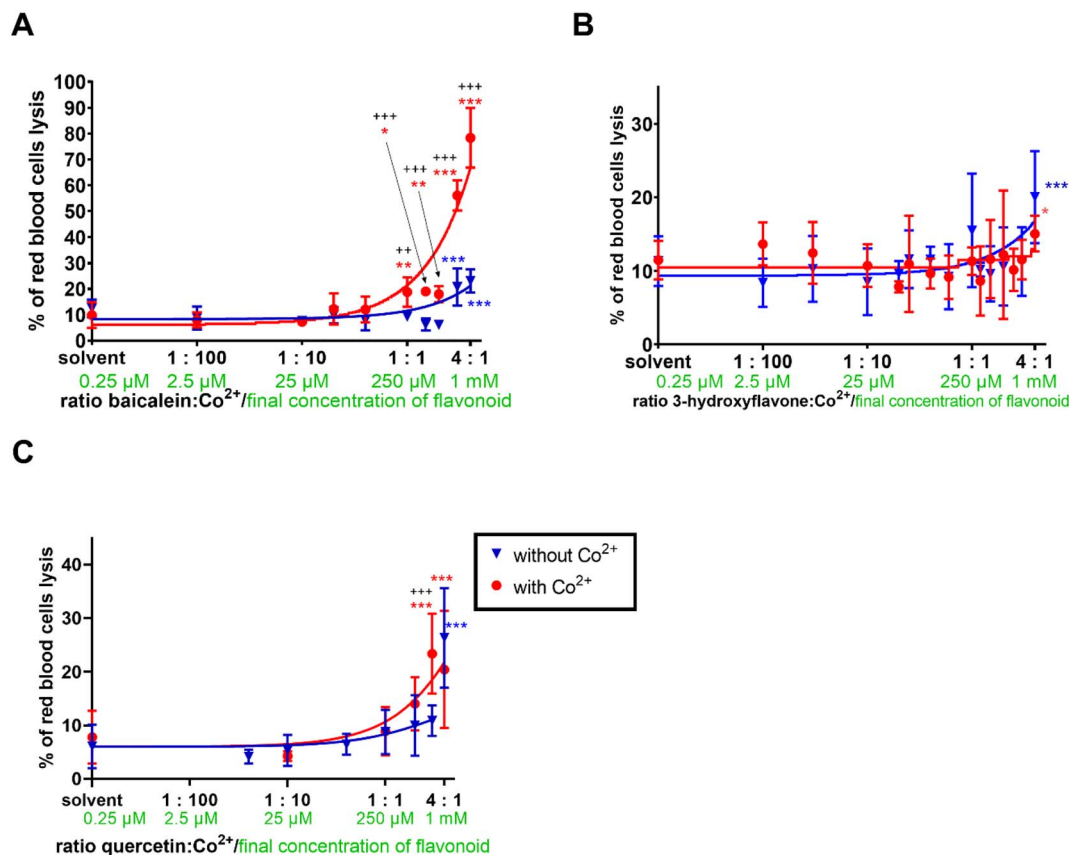 A
% of red blood cells lysis
100
90
80
70
60
50
40
30
20
10
0
+++
***
+++
*
+++
**
+++
***
++
**
***
***
solvent 1 : 100 1 : 10 1 : 1 4 : 1
0.25 µM 2.5 µM 25 µM 250 µM 1 mM
ratio baicalein:Co²⁺/final concentration of flavonoid
B
% of red blood cells lysis
30
20
10
0
***
*
solvent 1 : 100 1 : 10 1 : 1 4 : 1
0.25 µM 2.5 µM 25 µM 250 µM 1 mM
ratio 3-hydroxyflavone:Co²⁺/final concentration of flavonoid
C
% of red blood cells lysis
40
30
20
10
0
***
+++
***
***
solvent 1 : 100 1 : 10 1 : 1 4 : 1
0.25 µM 2.5 µM 25 µM 250 µM 1 mM
ratio quercetin:Co²⁺/final concentration of flavonoid
without Co²⁺
with Co²⁺